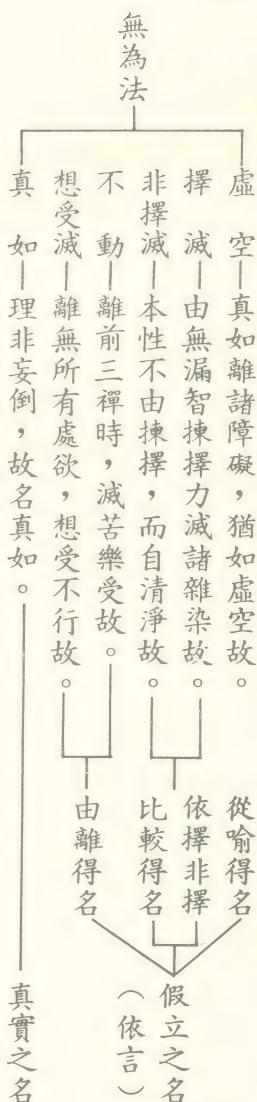 無為法
虛空—真如離諸障礙，猶如虛空故。
擇滅—由無漏智揀擇力滅諸雜染故。
非擇滅—本性不由揀擇，而自清淨故。
不動—離前三禪時，滅苦樂受故。
想受滅—離無所有處欲，想受不行故。
真如—理非妄倒，故名真如。
從喻得名
依擇非擇
比較得名
由離得名
假立之名
（依言）
真實之名